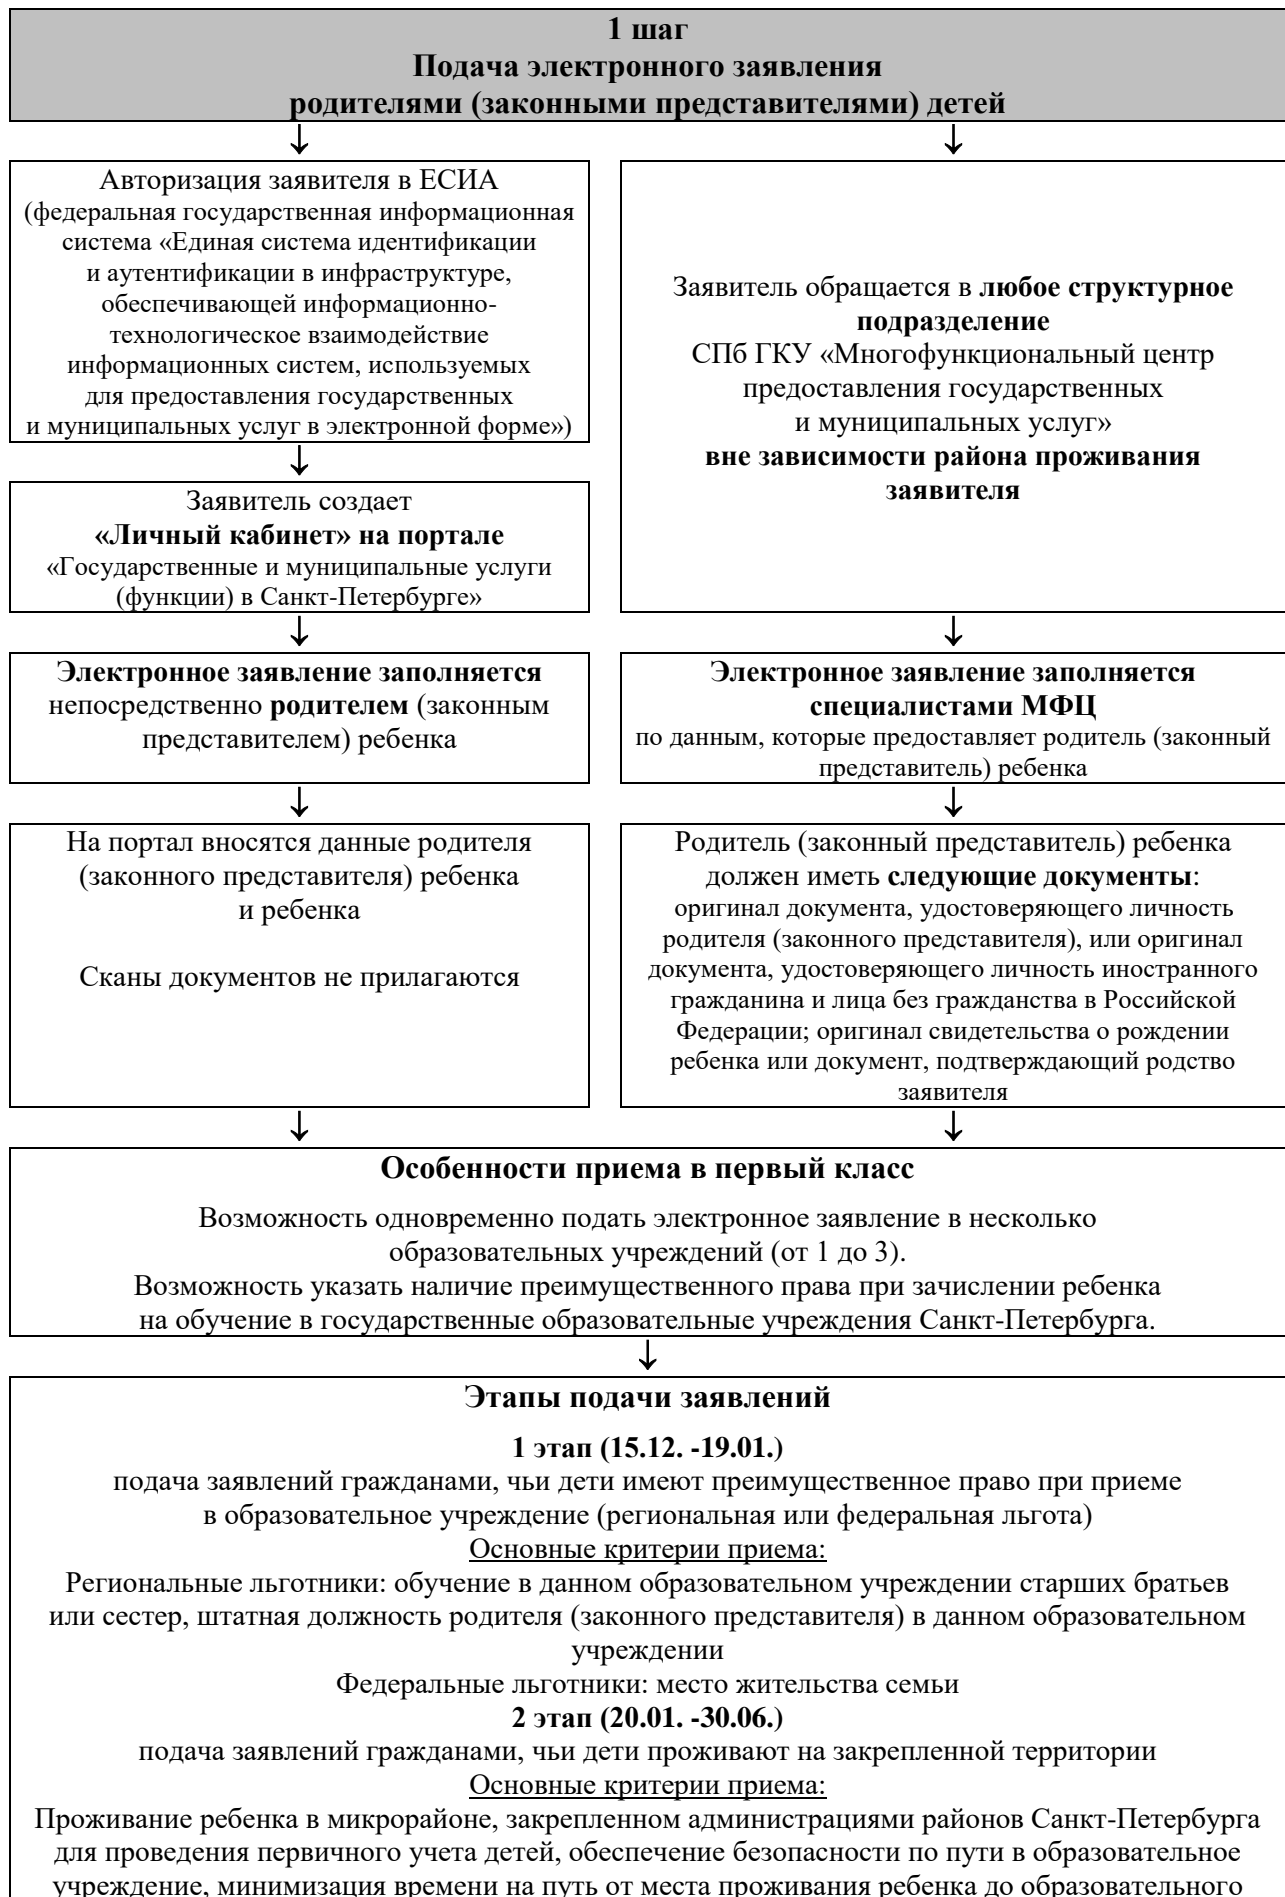 1 шаг
Подача электронного заявления
родителями (законными представителями) детей
↓
↓
Авторизация заявителя в ЕСИА
(федеральная государственная информационная
система «Единая система идентификации
и аутентификации в инфраструктуре,
обеспечивающей информационно-
технологическое взаимодействие
информационных систем, используемых
для предоставления государственных
и муниципальных услуг в электронной форме»)
↓
Заявитель создает
«Личный кабинет» на портале
«Государственные и муниципальные услуги
(функции) в Санкт-Петербурге»
Заявитель обращается в любое структурное
подразделение
СПб ГКУ «Многофункциональный центр
предоставления государственных
и муниципальных услуг»
вне зависимости района проживания
заявителя
↓
↓
Электронное заявление заполняется
непосредственно родителем (законным
представителем) ребенка
Электронное заявление заполняется
специалистами МФЦ
по данным, которые предоставляет родитель (законный
представитель) ребенка
↓
↓
На портал вносятся данные родителя
(законного представителя) ребенка
и ребенка
Сканы документов не прилагаются
Родитель (законный представитель) ребенка
должен иметь следующие документы:
оригинал документа, удостоверяющего личность
родителя (законного представителя), или оригинал
документа, удостоверяющего личность иностранного
гражданина и лица без гражданства в Российской
Федерации; оригинал свидетельства о рождении
ребенка или документ, подтверждающий родство
заявителя
↓
↓
Особенности приема в первый класс
Возможность одновременно подать электронное заявление в несколько
образовательных учреждений (от 1 до 3).
Возможность указать наличие преимущественного права при зачислении ребенка
на обучение в государственные образовательные учреждения Санкт-Петербурга.
↓
Этапы подачи заявлений
1 этап (15.12. -19.01.)
подача заявлений гражданами, чьи дети имеют преимущественное право при приеме
в образовательное учреждение (региональная или федеральная льгота)
Основные критерии приема:
Региональные льготники: обучение в данном образовательном учреждении старших братьев
или сестер, штатная должность родителя (законного представителя) в данном образовательном
учреждении
Федеральные льготники: место жительства семьи
2 этап (20.01. -30.06.)
подача заявлений гражданами, чьи дети проживают на закрепленной территории
Основные критерии приема:
Проживание ребенка в микрорайоне, закрепленном администрациями районов Санкт-Петербурга
для проведения первичного учета детей, обеспечение безопасности по пути в образовательное
учреждение, минимизация времени на путь от места проживания ребенка до образовательного